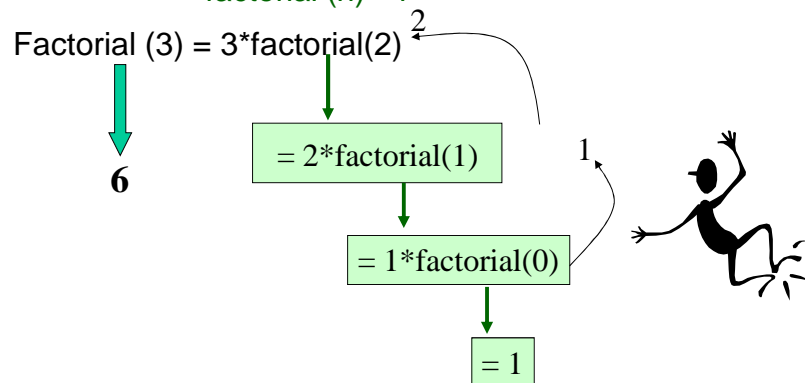 Factorial (3) = 3*factorial(2) 2
= 2*factorial(1) 1
6
= 1*factorial(0)
= 1